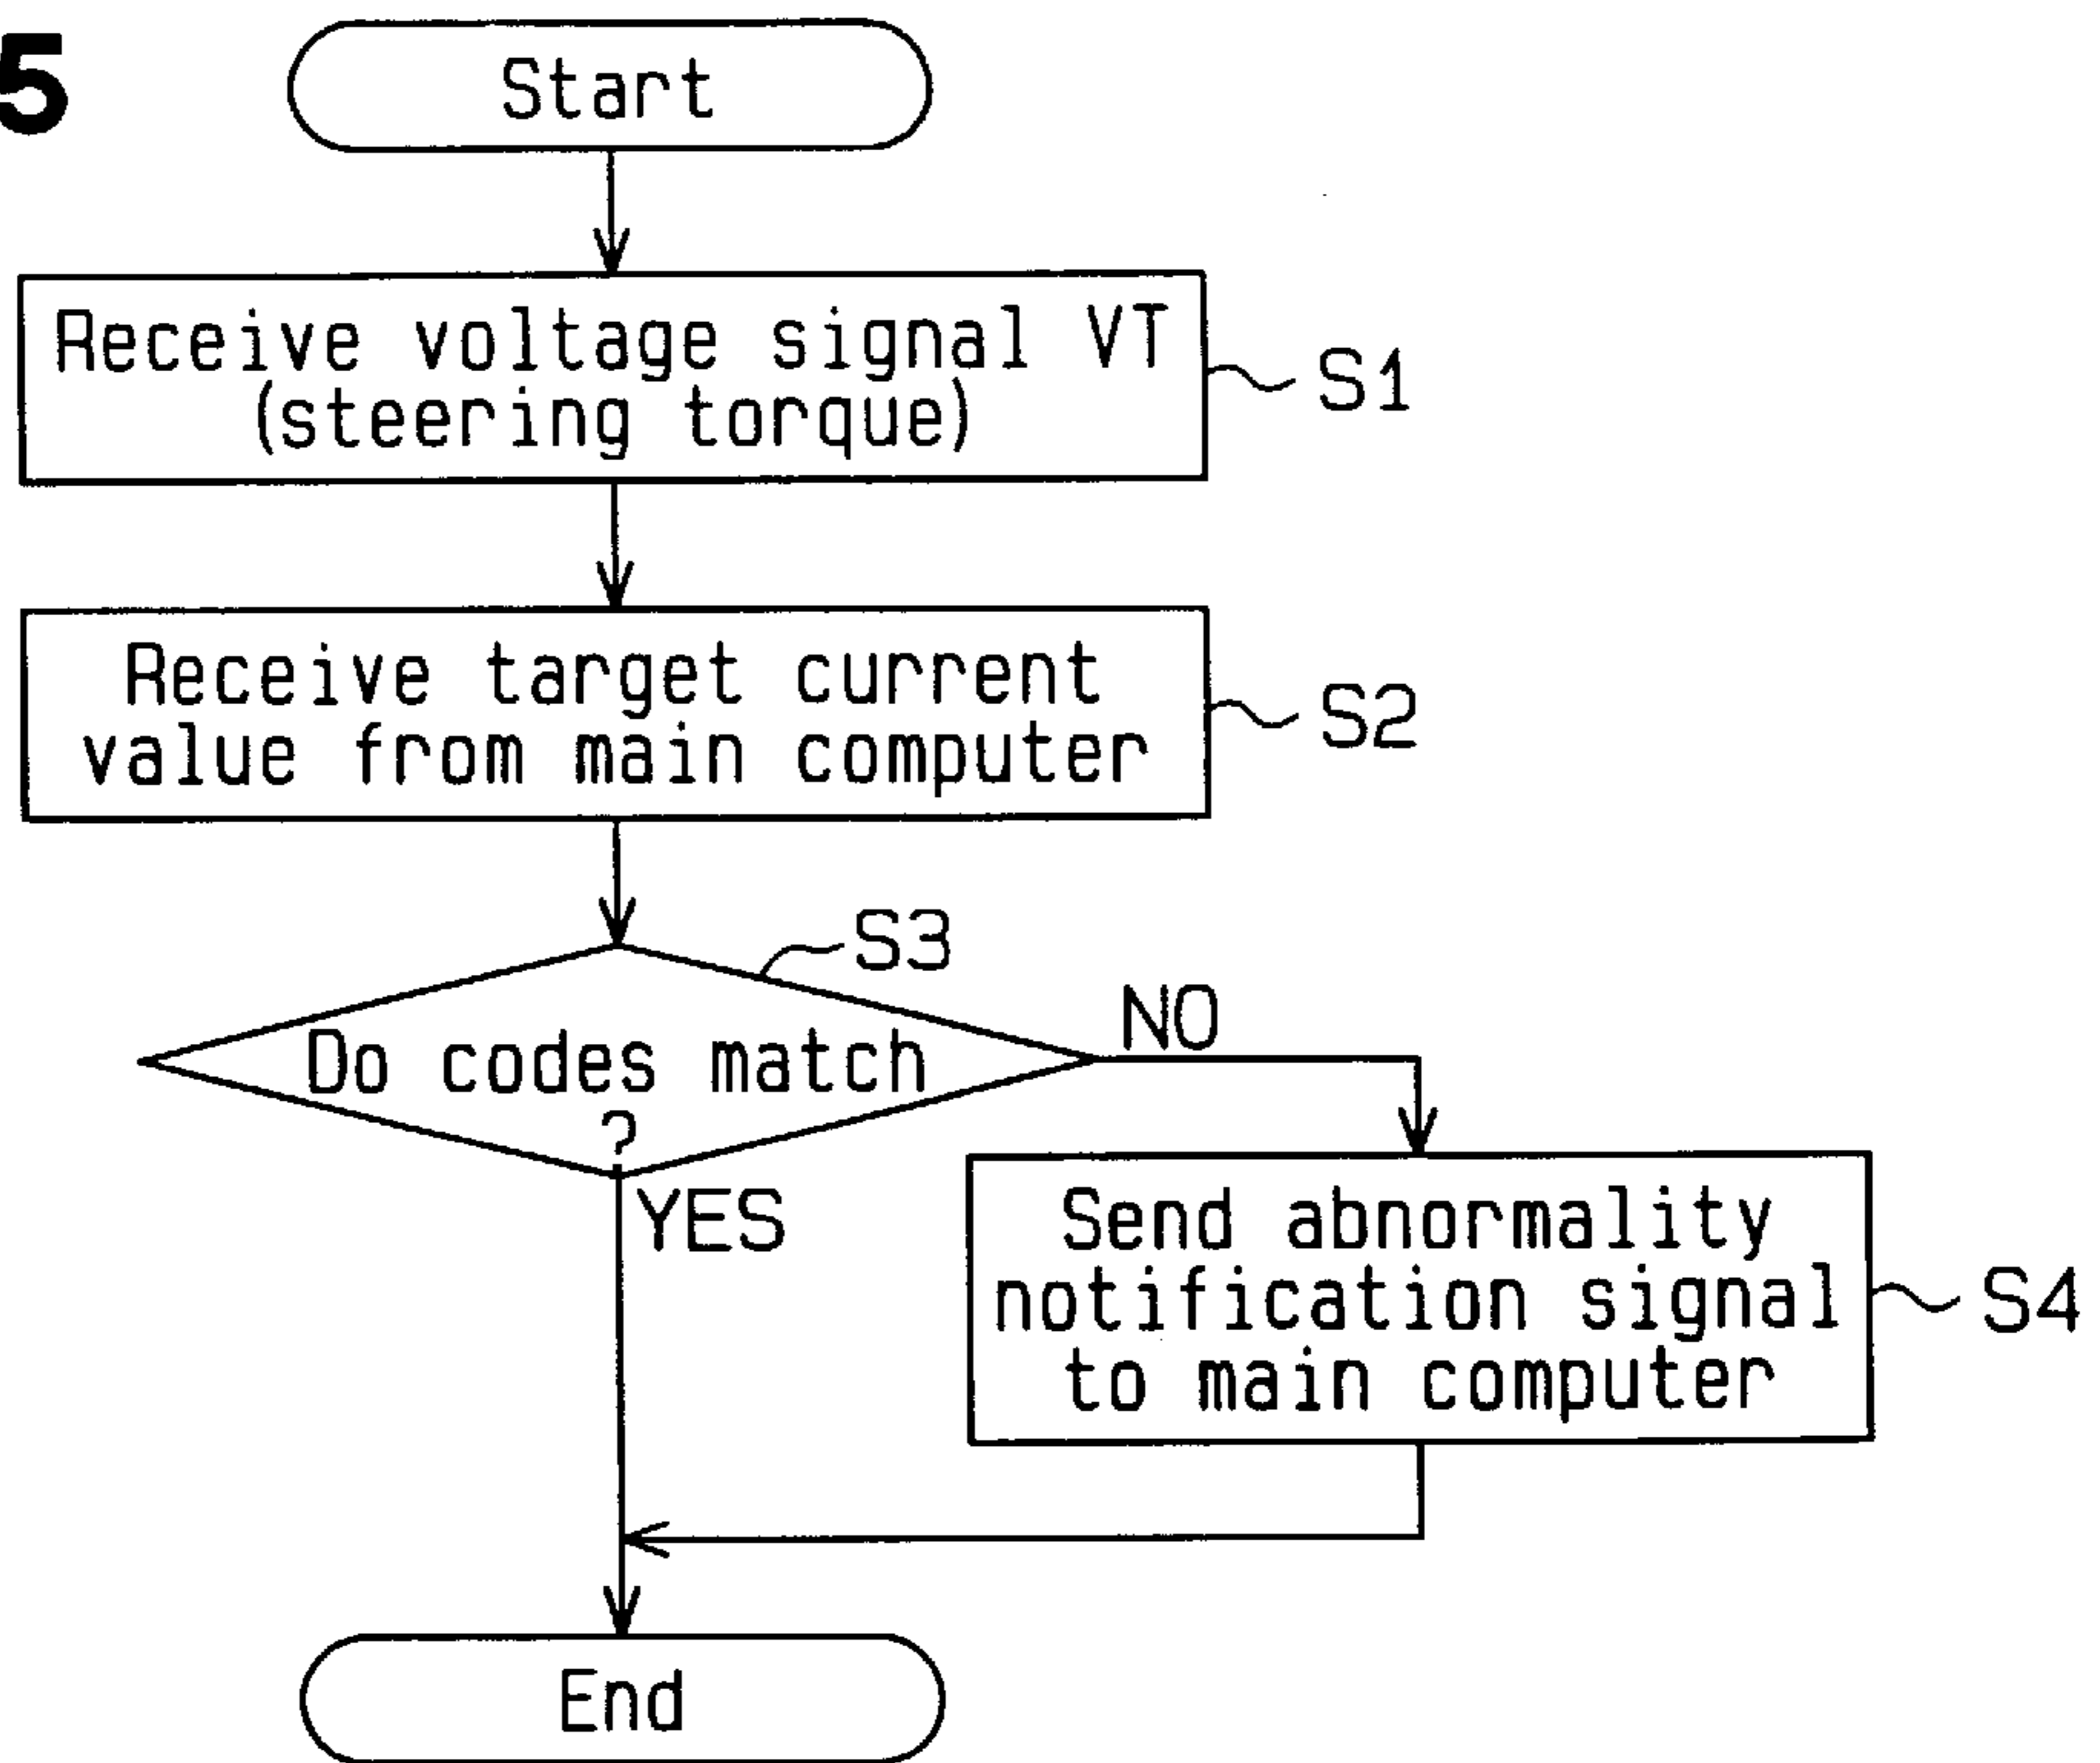 5
Start
Receive voltage signal VT
(steering torque)
S1
Receive target current
value from main computer
S2
S3
Do codes match
?
NO
YES
Send abnormality
notification signal
to main computer
S4
End